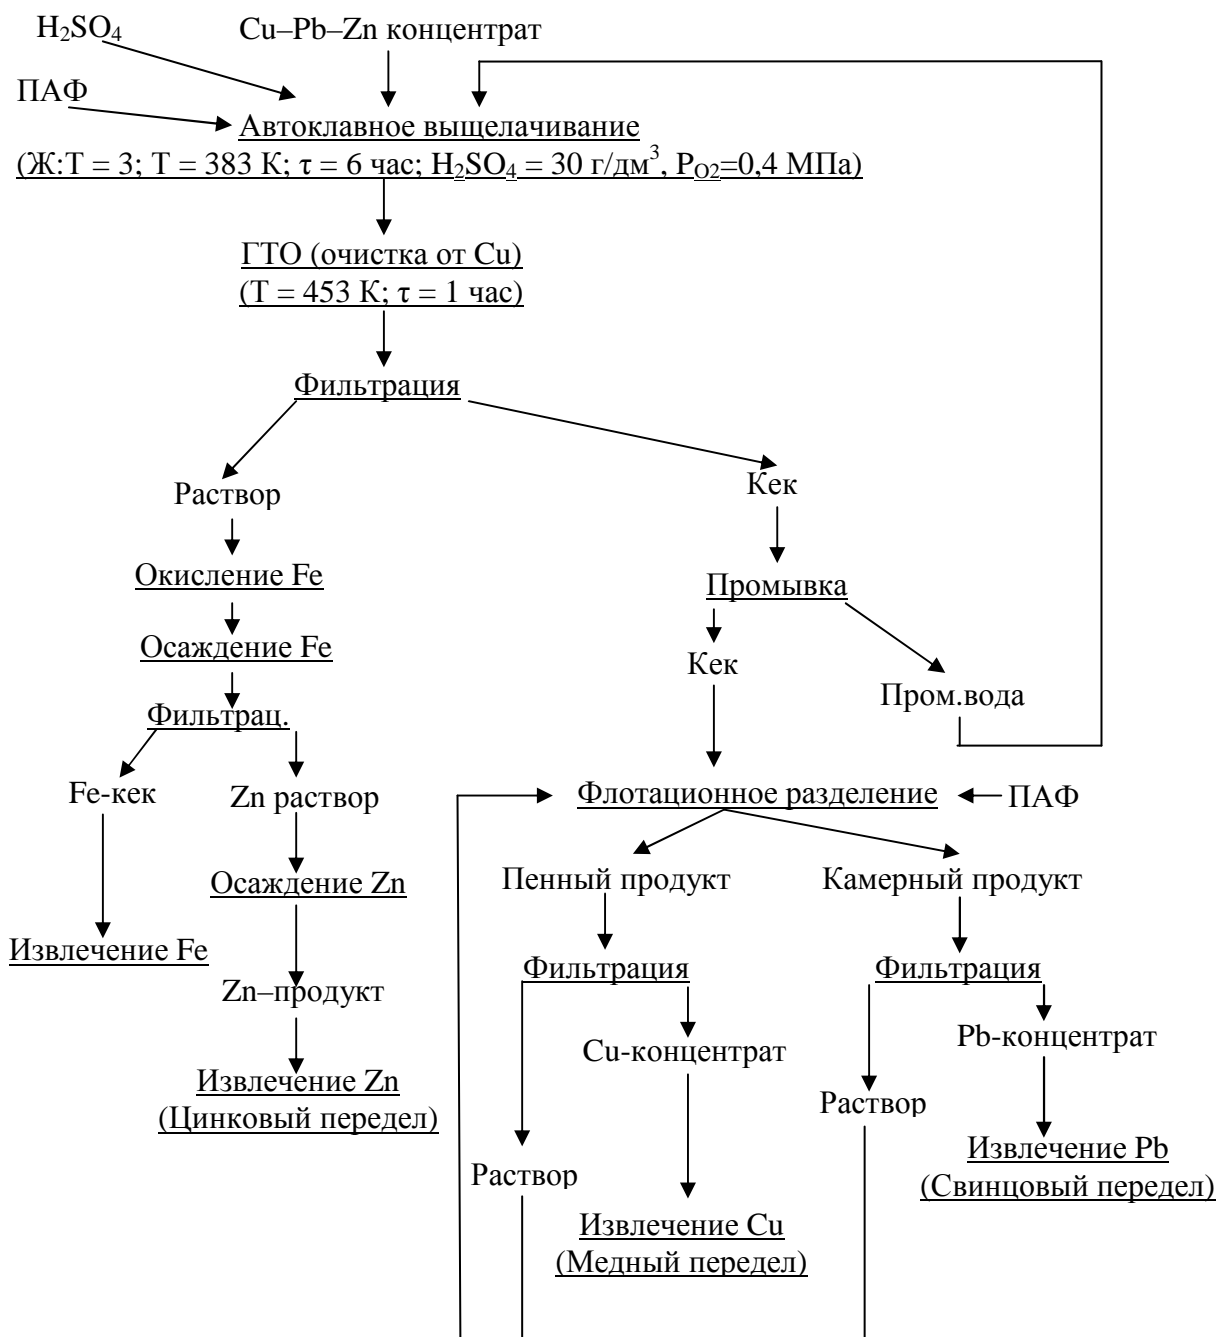 H₂SO₄
Cu–Pb–Zn концентрат
ПАФ
Автоклавное выщелачивание
(Ж:Т = 3; Т = 383 К; τ = 6 час; H₂SO₄ = 30 г/дм³, P_O2=0,4 МПа)
ГТО (очистка от Cu)
(Т = 453 К; τ = 1 час)
Фильтрация
Раствор
Кек
Окисление Fe
Промывка
Осаждение Fe
Кек
Пром.вода
Фильтрац.
Fe-кек
Zn раствор
Флотационное разделение
ПАФ
Осаждение Zn
Пенный продукт
Камерный продукт
Извлечение Fe
Фильтрация
Фильтрация
Zn–продукт
Cu-концентрат
Pb-концентрат
Извлечение Zn
(Цинковый передел)
Раствор
Раствор
Извлечение Pb
(Свинцовый передел)
Извлечение Cu
(Медный передел)